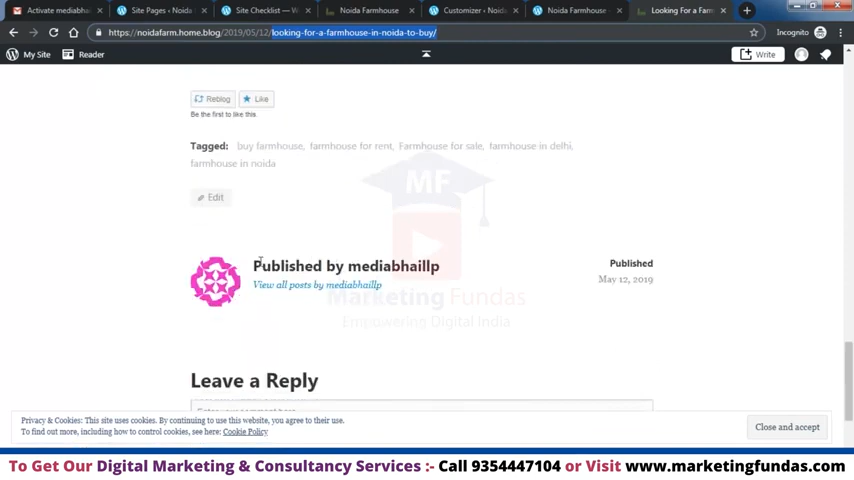 Activate mediabha
Site Pages ‹ Noida
Site Checklist — W
Noida Farmhouse
Customizer ‹ Noida
Noida Farmhouse
Looking For a Farm
https://noidafarm.home.blog/2019/05/12/looking-for-a-farmhouse-in-noida-to-buy/
Incognito
My Site
Reader
Write
Reblog
Like
Be the first to like this.
Tagged: buy farmhouse, farmhouse for rent, Farmhouse for sale, farmhouse in delhi,
farmhouse in noida
MF
Edit
Published by mediabhaillp
Published
View all posts by mediabhaillp
May 12, 2019
Marketing Fundas
Empowering Digital India
Leave a Reply
Enter your comment here...
Privacy & Cookies: This site uses cookies. By continuing to use this website, you agree to their use.
To find out more, including how to control cookies, see here: Cookie Policy
Close and accept
To Get Our Digital Marketing & Consultancy Services :- Call 9354447104 or Visit www.marketingfundas.com